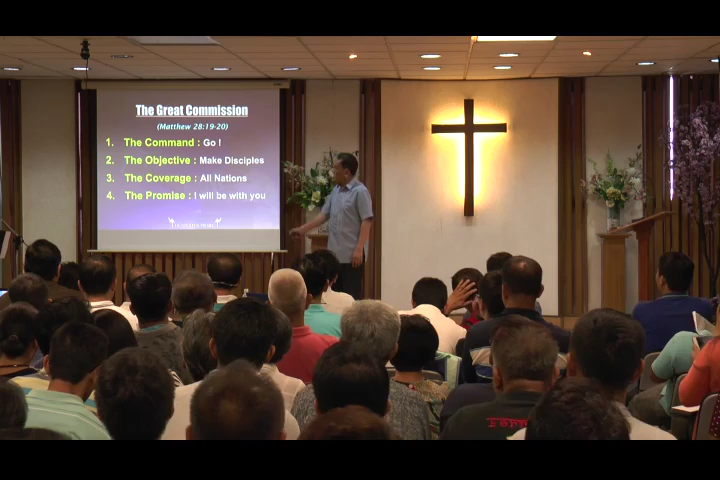 The Great Commission
(Matthew 28:19-20)
1. The Command : Go !
2. The Objective : Make Disciples
3. The Coverage : All Nations
4. The Promise : I will be with you